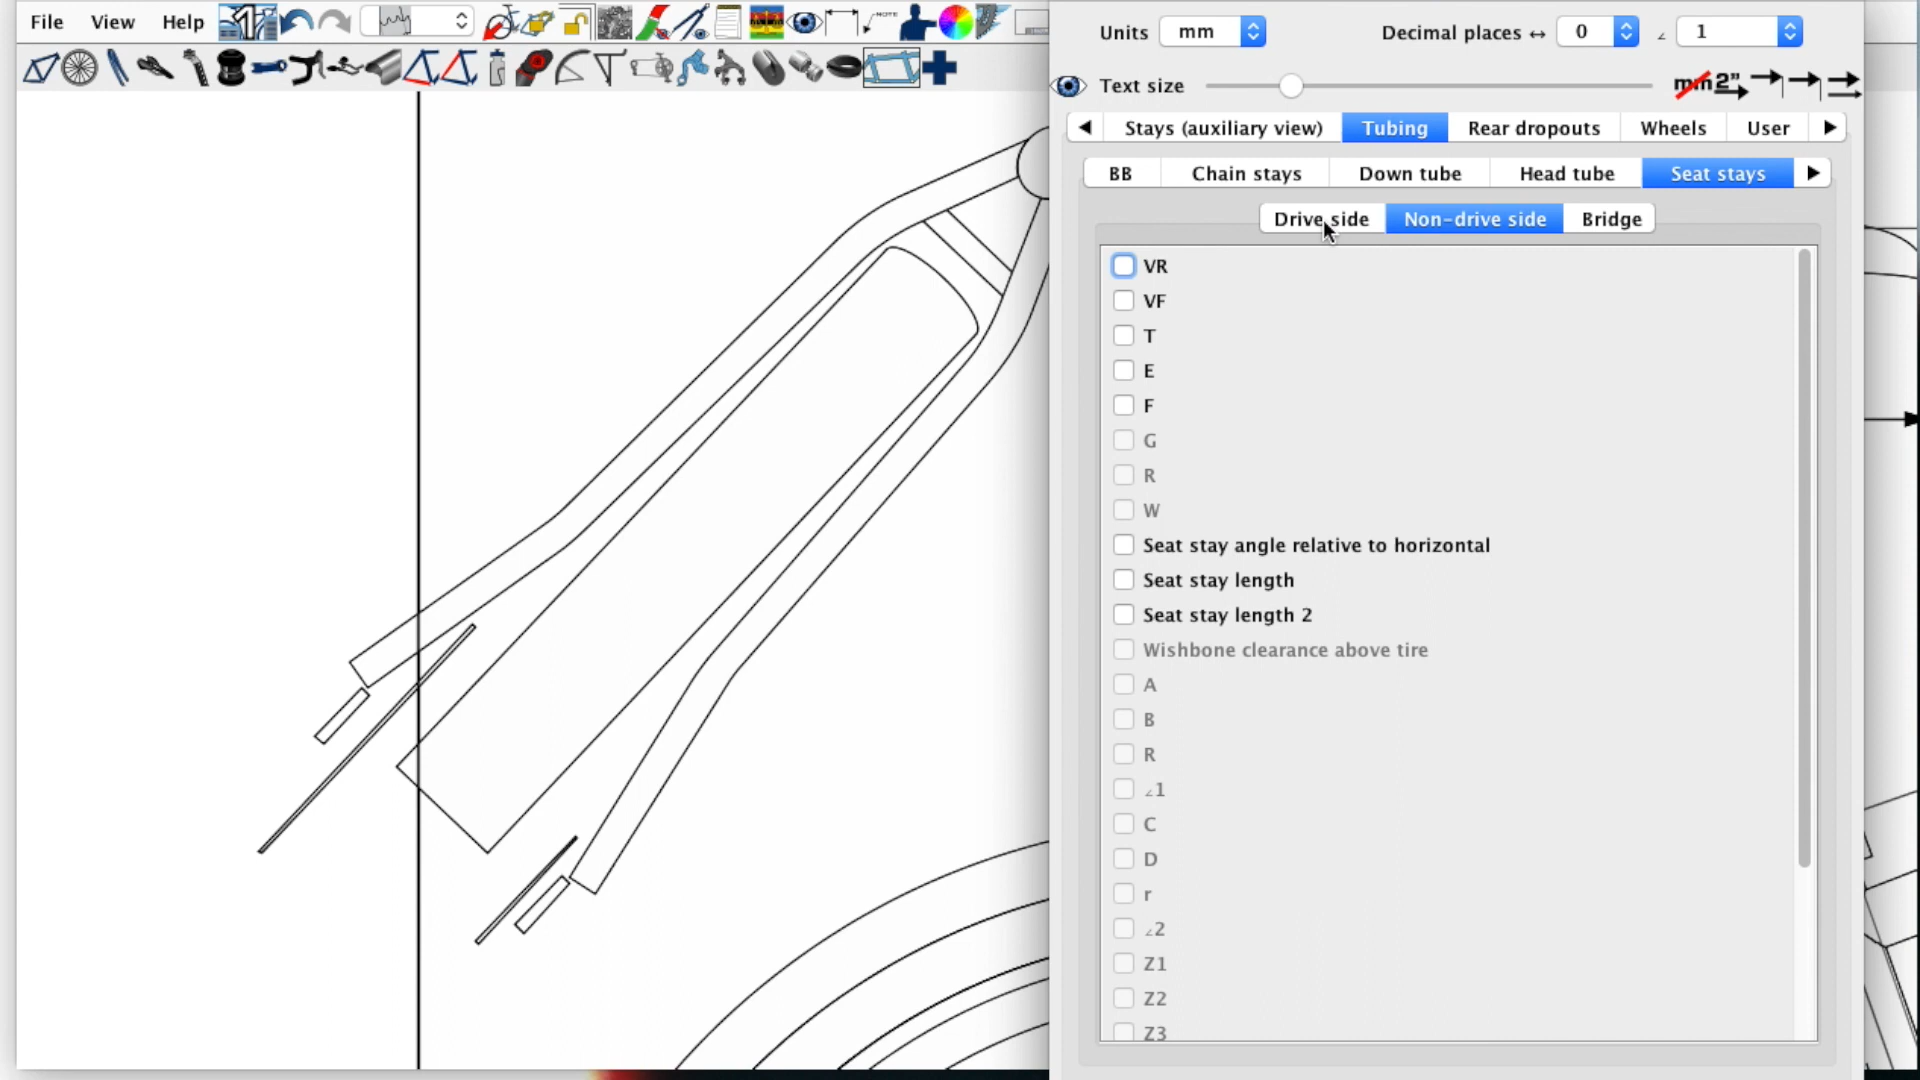 File View Help
NOTE
Units mm Decimal places ↔ 0 ∠ 1
Text size mm 2"
Stays (auxiliary view) Tubing Rear dropouts Wheels User
BB Chain stays Down tube Head tube Seat stays
Drive side Non-drive side Bridge
VR
VF
T
E
F
G
R
W
Seat stay angle relative to horizontal
Seat stay length
Seat stay length 2
Wishbone clearance above tire
A
B
R
∠1
C
D
r
∠2
Z1
Z2
Z3